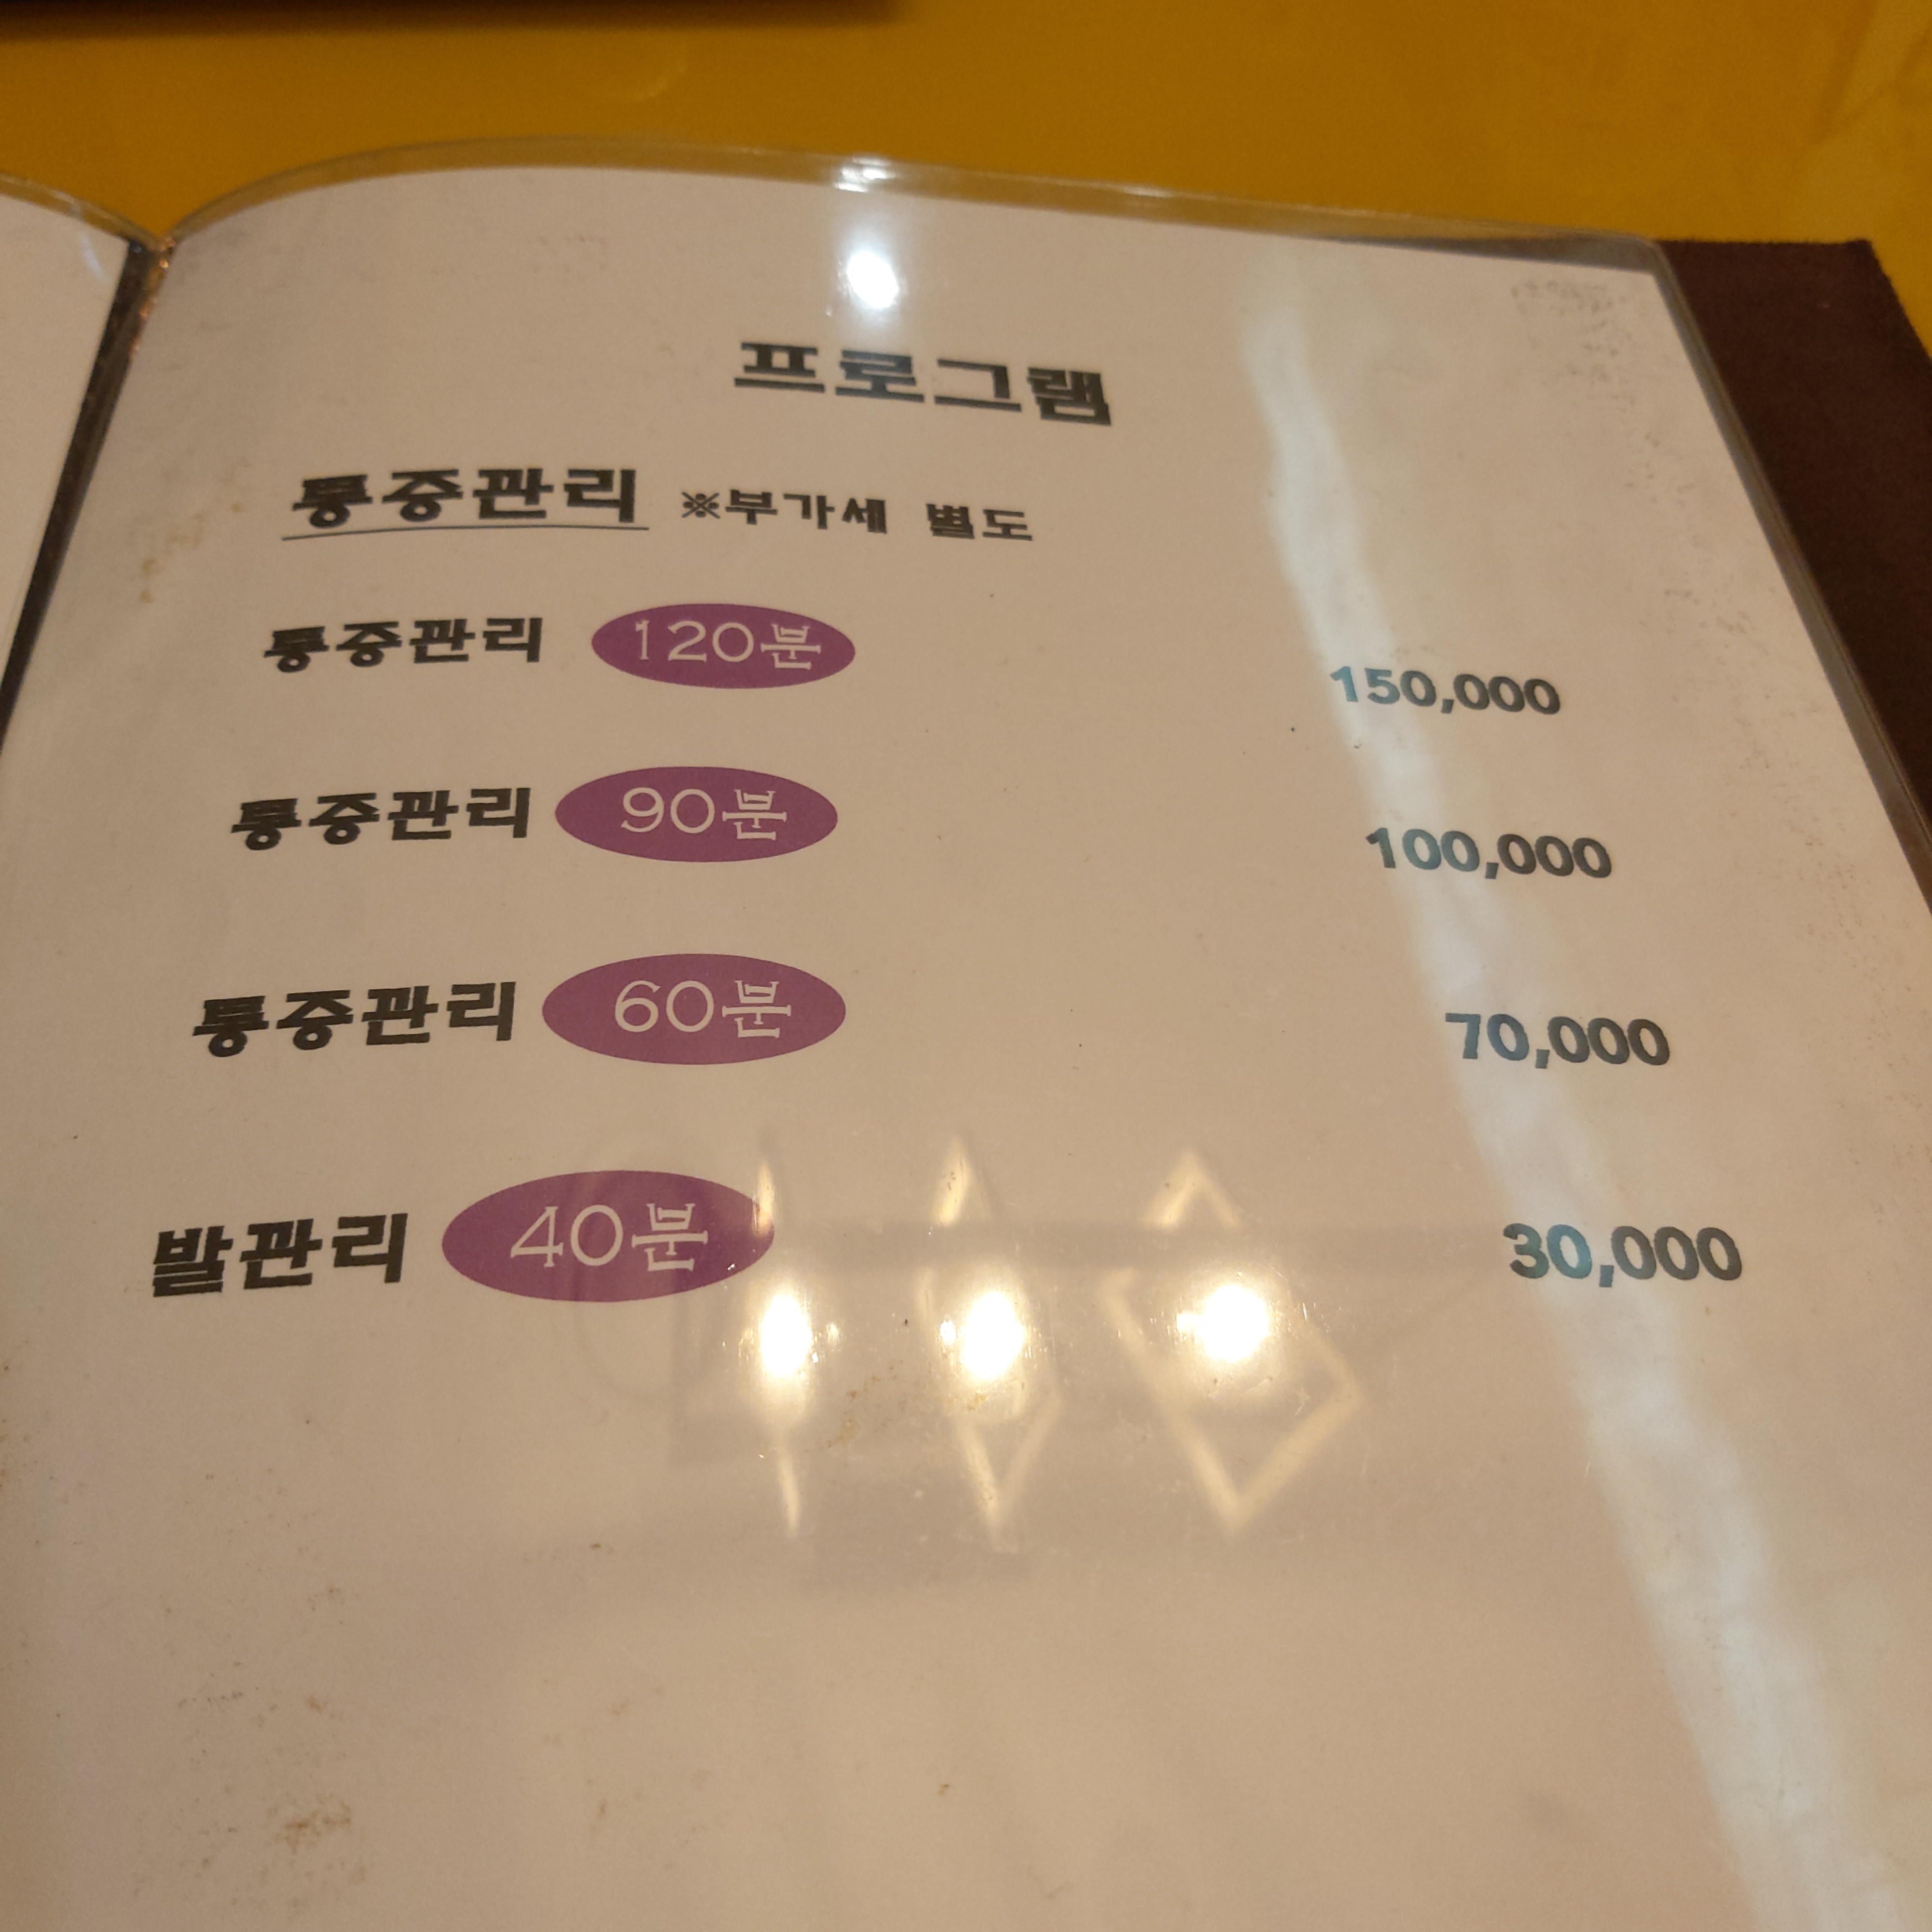 프로그램
통증관리 ※부가세 별도
통증관리 120분 150,000
통증관리 90분 100,000
통증관리 60분 70,000
발관리 40분 30,000